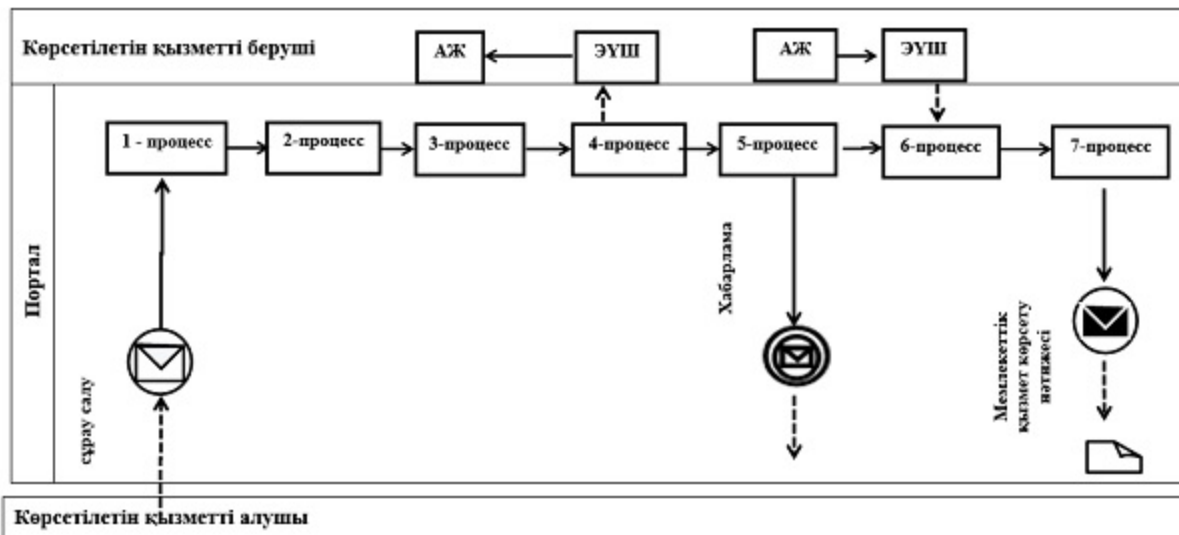 Көрсетілетін қызметті беруші
АЖ
ЭҮШ
АЖ
ЭҮШ
Портал
1 - процесс
2-процесс
3-процесс
4-процесс
5-процесс
6-процесс
7-процесс
сұрау салу
Хабарлама
Мемлекеттік
қызмет көрсету
нәтижесі
Көрсетілетін қызметті алушы